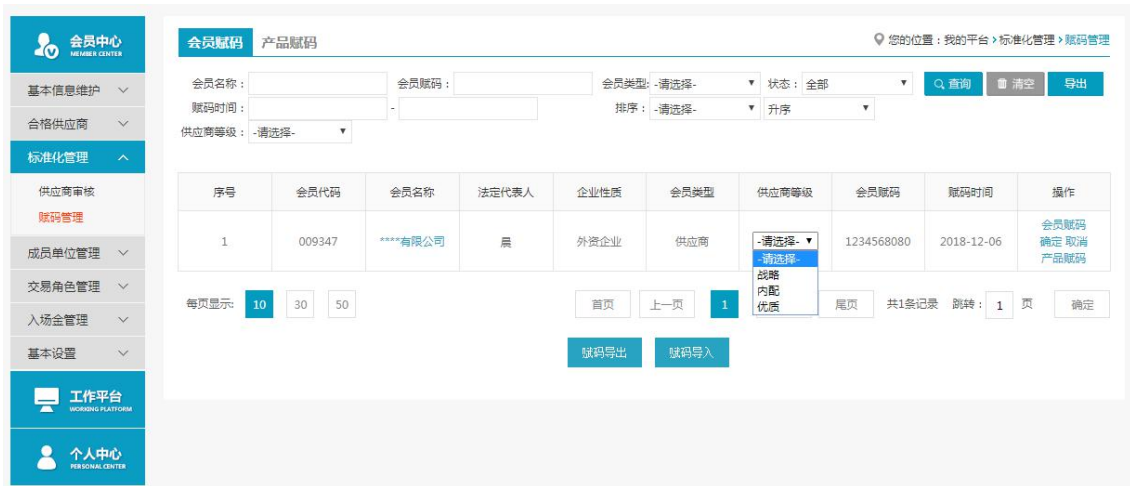 会员中心
MEMBER CENTER
基本信息维护
合格供应商
标准化管理
供应商审核
赋码管理
成员单位管理
交易角色管理
入场金管理
基本设置
工作平台
WORKING PLATFORM
个人中心
PERSONAL CENTER
会员赋码 产品赋码 您的位置：我的平台>标准化管理>赋码管理
会员名称： 会员赋码： 会员类型: -请选择- 状态： 全部 查询 清空 导出
赋码时间： - 排序： -请选择- 升序
供应商等级： -请选择-
序号 会员代码 会员名称 法定代表人 企业性质 会员类型 供应商等级 会员赋码 赋码时间 操作
1 009347 ****有限公司 晨 外资企业 供应商 -请选择- 1234568080 2018-12-06 会员赋码
确定 取消
产品赋码
-请选择-
战略
内配
优质
每页显示: 10 30 50 首页 上一页 1 尾页 共1条记录 跳转： 1 页 确定
赋码导出 赋码导入